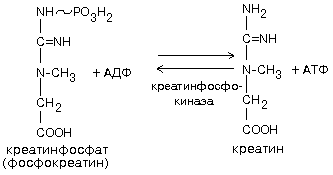 NH~PO3H2
C=NH
N-CH3 + АДФ
CH2
COOH
креатинфосфат
(фосфокреатин)
креатинфосфо-
киназа
NH2
C=NH
N-CH3 + АТФ
CH2
COOH
креатин